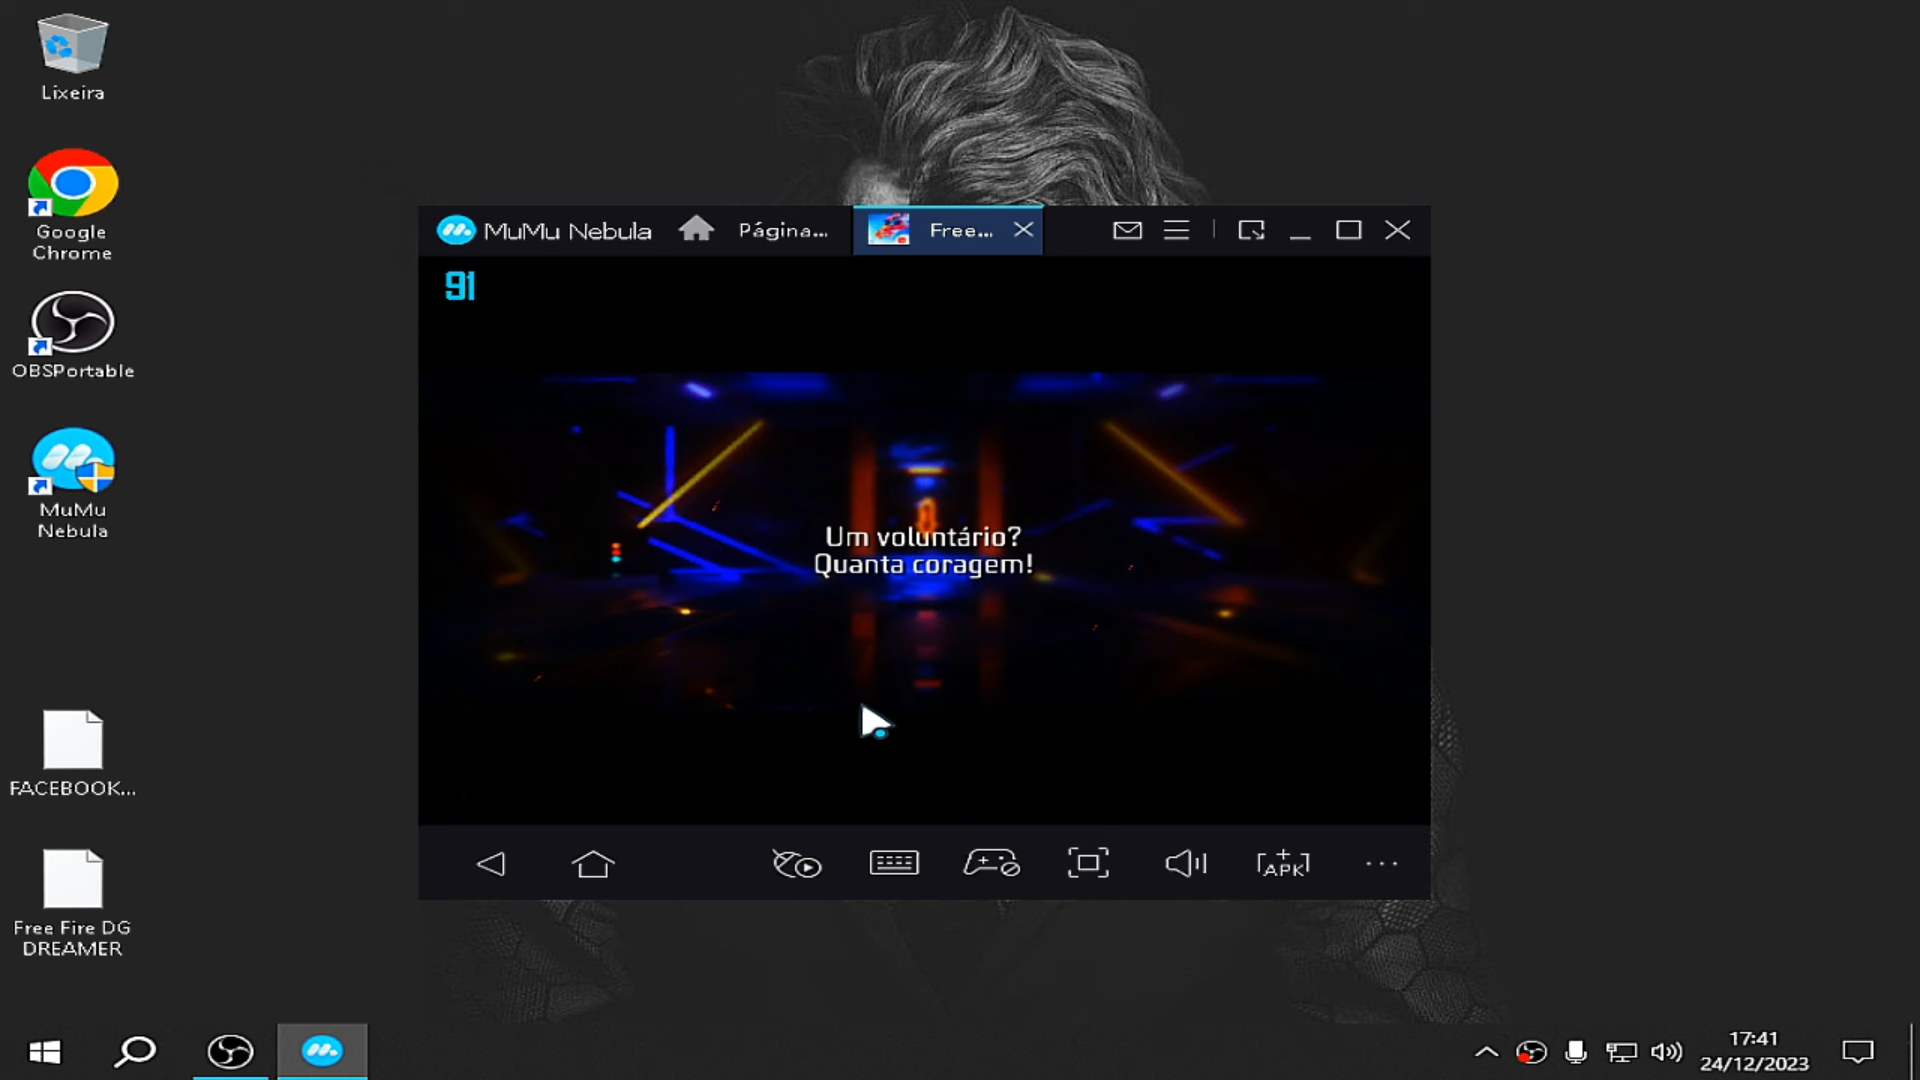 Lixeira
Google
Chrome
OBSPortable
MuMu
Nebula
FACEBOOK...
Free Fire DG
DREAMER
MuMu Nebula
Página...
Free...
91
Um voluntário?
Quanta coragem!
APK
17:41
24/12/2023